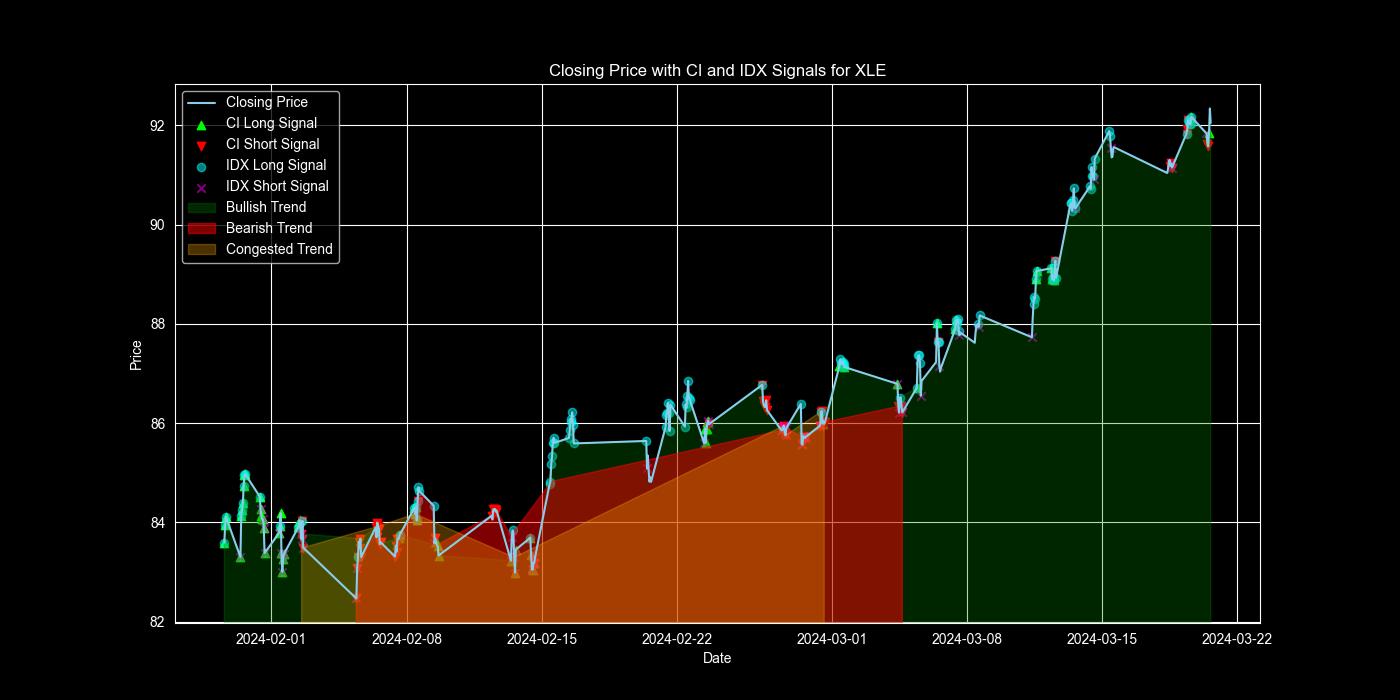 Closing Price with CI and IDX Signals for XLE
Closing Price
CI Long Signal
CI Short Signal
IDX Long Signal
IDX Short Signal
Bullish Trend
Bearish Trend
Congested Trend
92
90
88
86
84
82
Price
2024-02-01
2024-02-08
2024-02-15
2024-02-22
2024-03-01
2024-03-08
2024-03-15
2024-03-22
Date